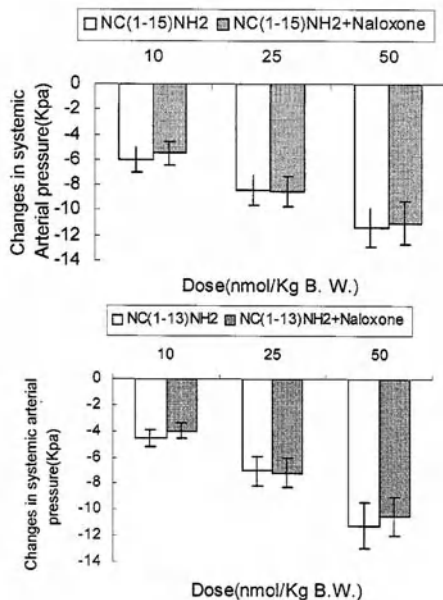 NC(1-15)NH2 NC(1-15)NH2+Naloxone
10 25 50
0
-2
-4
-6
-8
-10
-12
-14
Changes in systemic
Arterial pressure(Kpa)
Dose(nmol/Kg B. W.)
NC(1-13)NH2 NC(1-13)NH2+Naloxone
10 25 50
0
-2
-4
-6
-8
-10
-12
-14
Changes in systemic arterial
pressure(Kpa)
Dose(nmol/Kg B.W.)